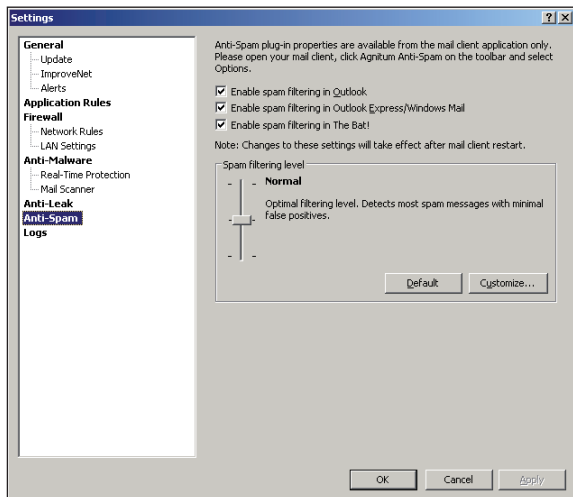 Settings
General
Update
ImproveNet
Alerts
Application Rules
Firewall
Network Rules
LAN Settings
Anti-Malware
Real-Time Protection
Mail Scanner
Anti-Leak
Anti-Spam
Logs
Anti-Spam plug-in properties are available from the mail client application only.
Please open your mail client, click Agnitum Anti-Spam on the toolbar and select
Options.
Enable spam filtering in Outlook
Enable spam filtering in Outlook Express/Windows Mail
Enable spam filtering in The Bat!
Note: Changes to these settings will take effect after mail client restart.
Spam filtering level
Normal
Optimal filtering level. Detects most spam messages with minimal
false positives.
Default
Customize...
OK
Cancel
Apply